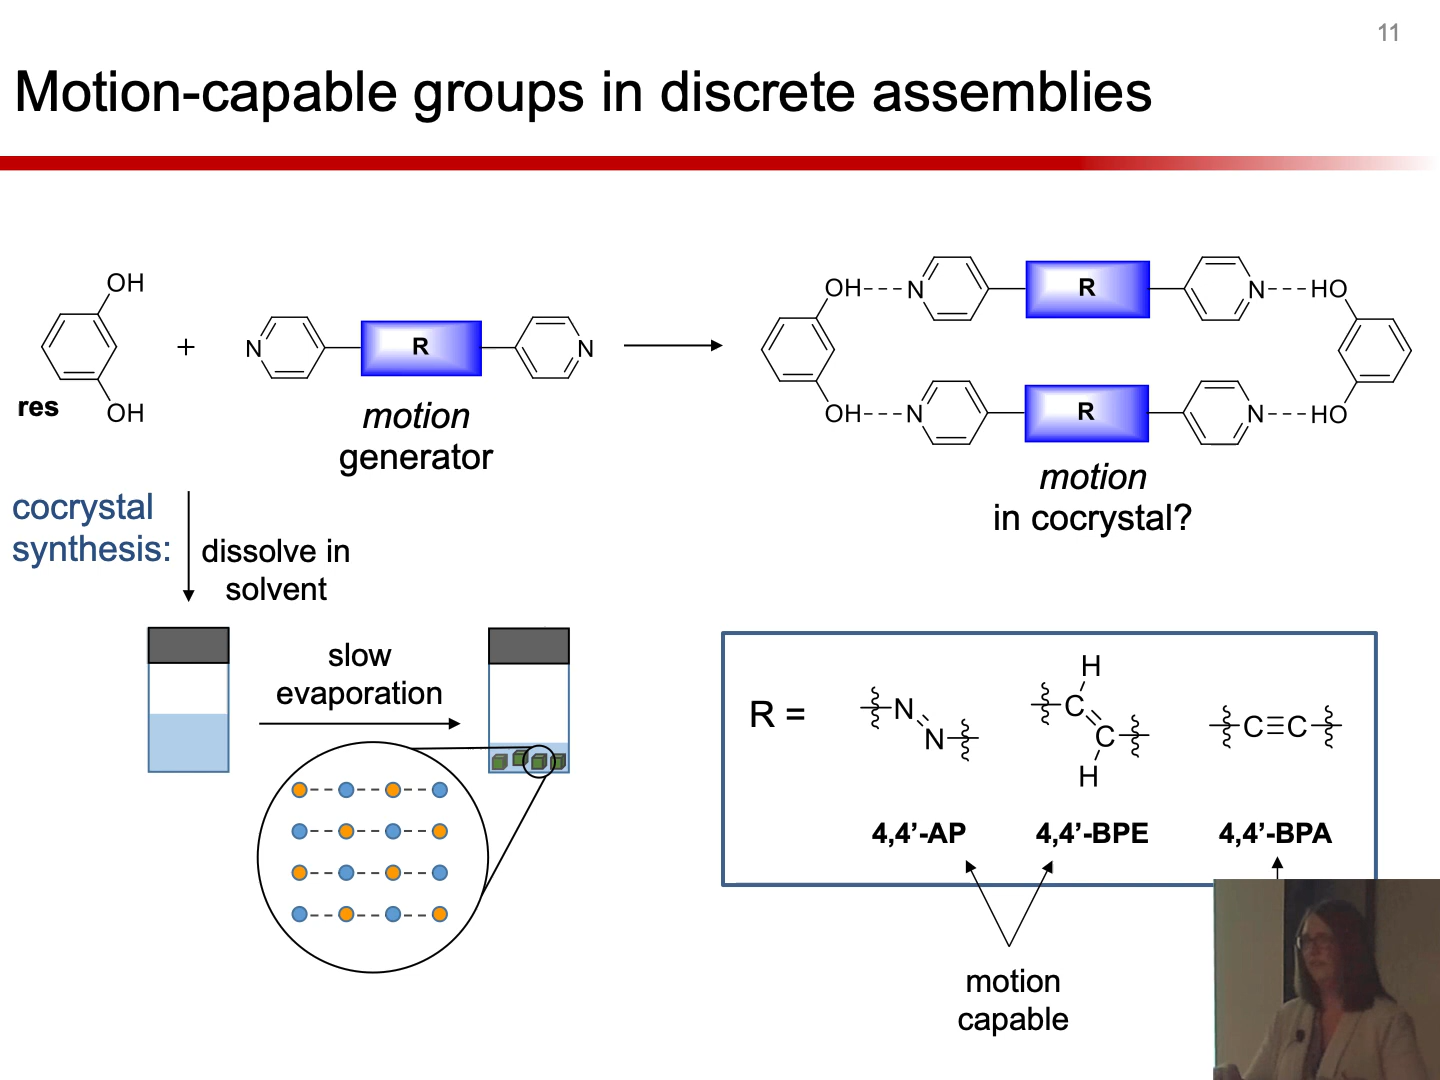 11
Motion-capable groups in discrete assemblies
OH
OH
res
+
N
R
N
motion
generator
OH---N
R
N---HO
OH---N
R
N---HO
motion
in cocrystal?
cocrystal
synthesis:
dissolve in
solvent
slow
evaporation
R =
N
N
H
C
C
H
C≡C
4,4’-AP
4,4’-BPE
4,4’-BPA
motion
capable